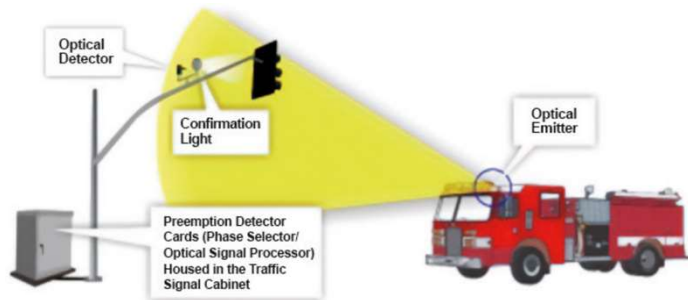 Optical
Detector
Confirmation
Light
Optical
Emitter
Preemption Detector
Cards (Phase Selector/
Optical Signal Processor)
Housed in the Traffic
Signal Cabinet